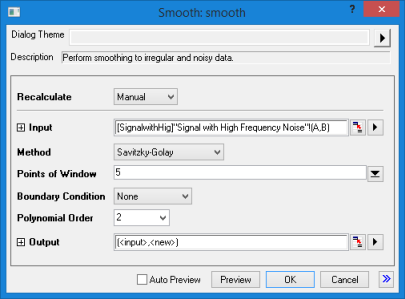 Smooth: smooth
?
Dialog Theme
Description Perform smoothing to irregular and noisy data.
Recalculate Manual
Input [SignalwithHig]"Signal with High Frequency Noise"!(A,B)
Method Savitzky-Golay
Points of Window 5
Boundary Condition None
Polynomial Order 2
Output (<input>,<new>)
Auto Preview Preview OK Cancel